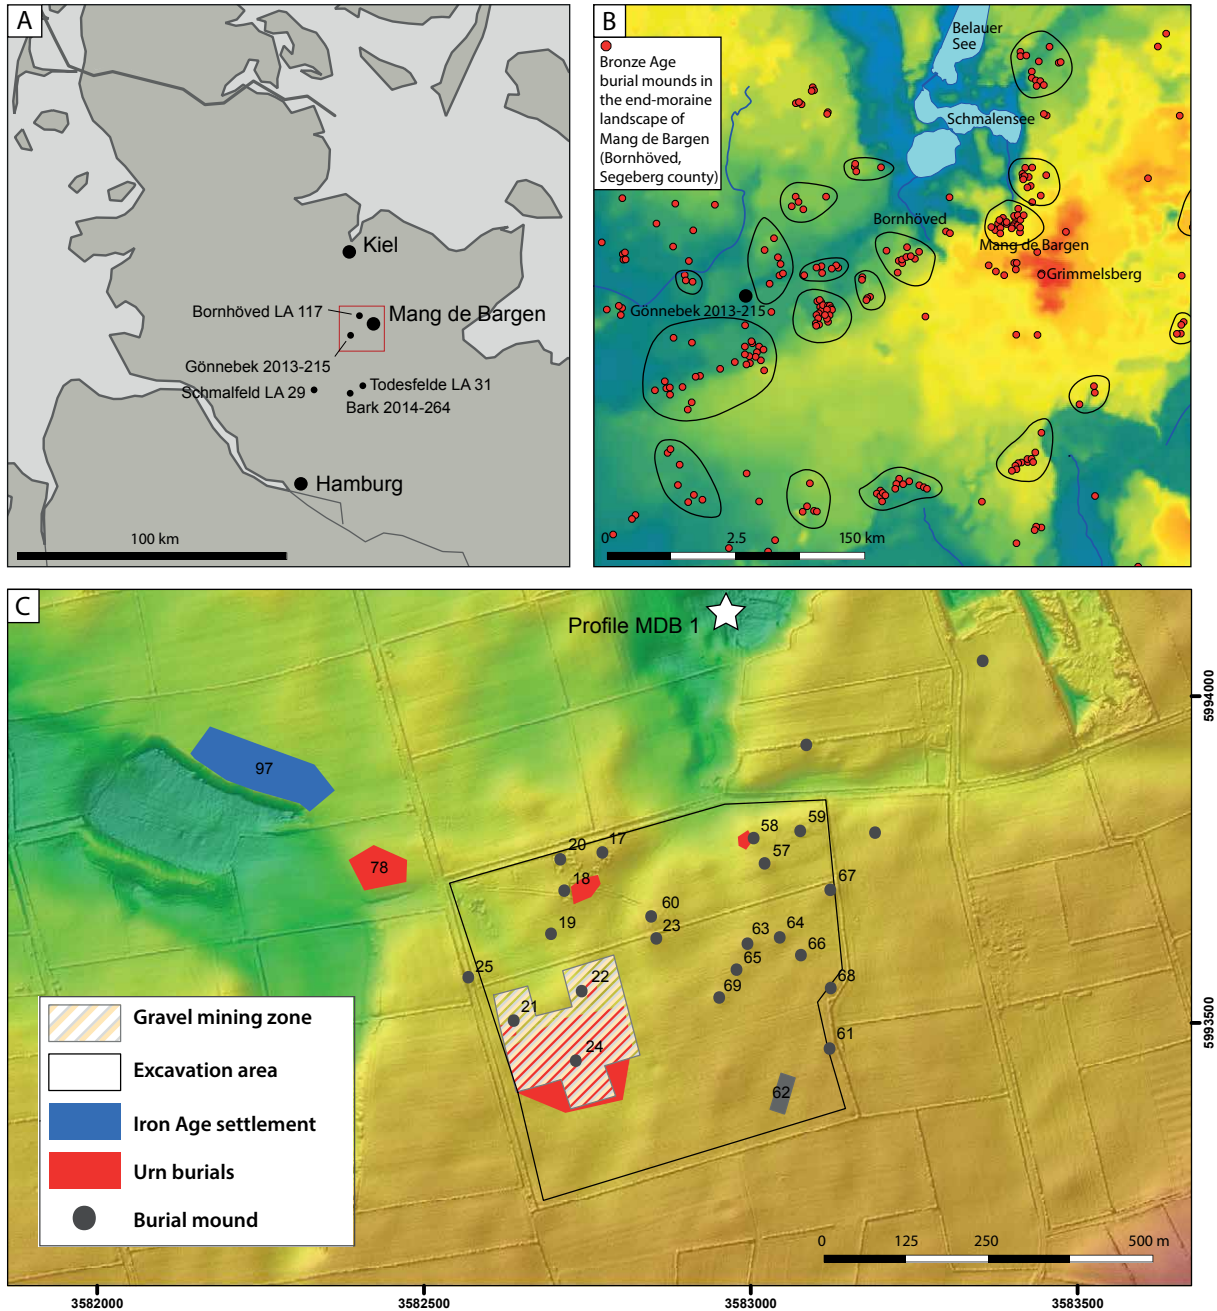 A
Kiel
Bornhöved LA 117
Mang de Bargen
Gönnebek 2013-215
Schmalfeld LA 29
Todesfelde LA 31
Bark 2014-264
Hamburg
100 km
B
Bronze Age
burial mounds in
the end-moraine
landscape of
Mang de Bargen
(Bornhöved,
Segeberg county)
Belauer
See
Schmalensee
Bornhöved
Mang de Bargen
Grimmelsberg
Gönnebek 2013-215
0
2.5
150 km
C
Profile MDB 1
97
78
20
17
18
19
58
59
57
67
60
23
63
64
65
66
69
68
25
22
21
24
61
62
Gravel mining zone
Excavation area
Iron Age settlement
Urn burials
Burial mound
0
125
250
500 m
5994000
5993500
3582000
3582500
3583000
3583500